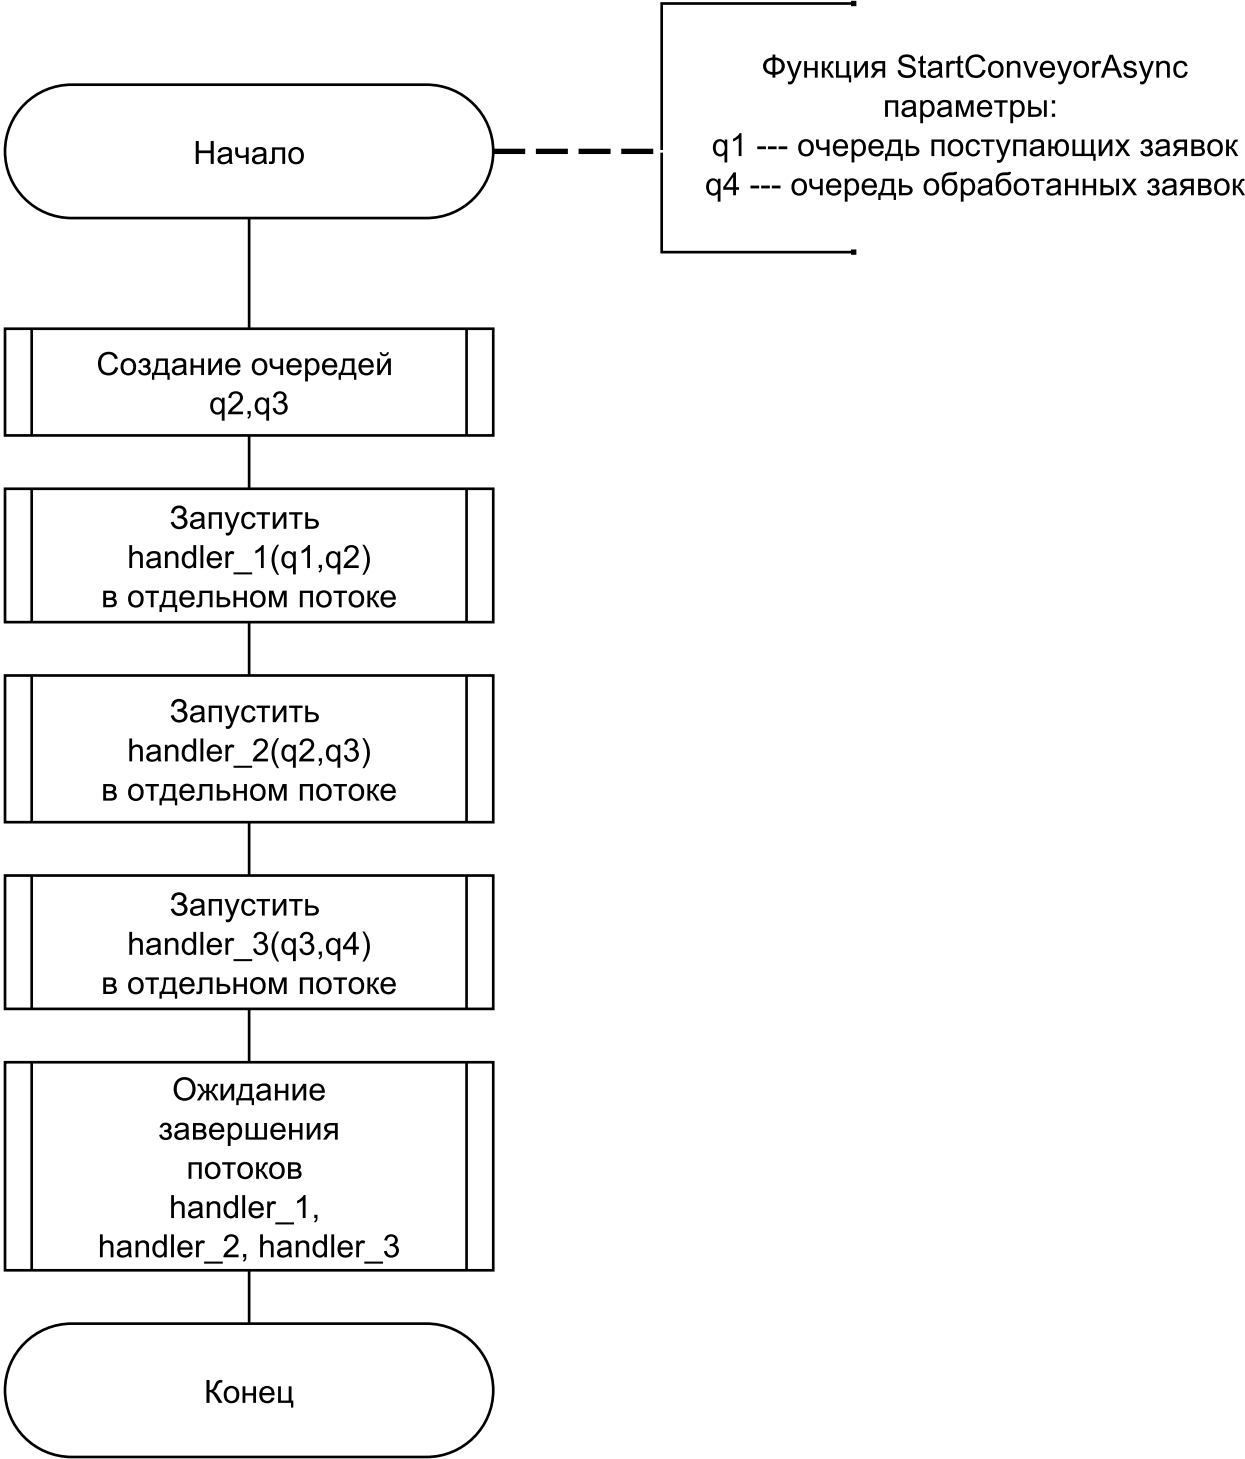 Функция StartConveyorAsync
параметры:
q1 --- очередь поступающих заявок
q4 --- очередь обработанных заявок
Начало
Создание очередей
q2,q3
Запустить
handler_1(q1,q2)
в отдельном потоке
Запустить
handler_2(q2,q3)
в отдельном потоке
Запустить
handler_3(q3,q4)
в отдельном потоке
Ожидание
завершения
потоков
handler_1,
handler_2, handler_3
Конец